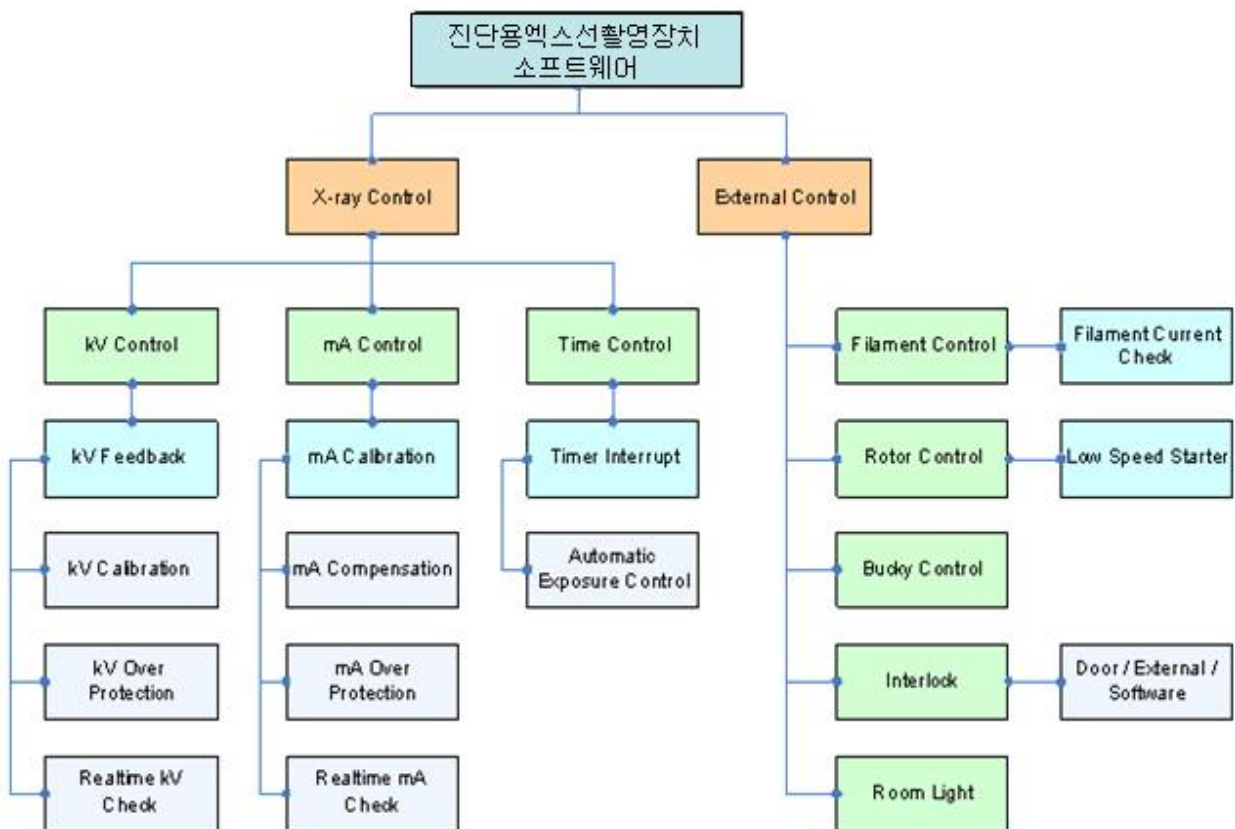 진단용엑스선촬영장치
소프트웨어
X-ray Control
External Control
kV Control
mA Control
Time Control
Filament Control
Filament Current
Check
kV Feedback
mA Calibration
Timer Interrupt
Rotor Control
Low Speed Starter
kV Calibration
mA Compensation
Automatic
Exposure Control
Bucky Control
kV Over
Protection
mA Over
Protection
Interlock
Door / External /
Software
Realtime kV
Check
Realtime mA
Check
Room Light